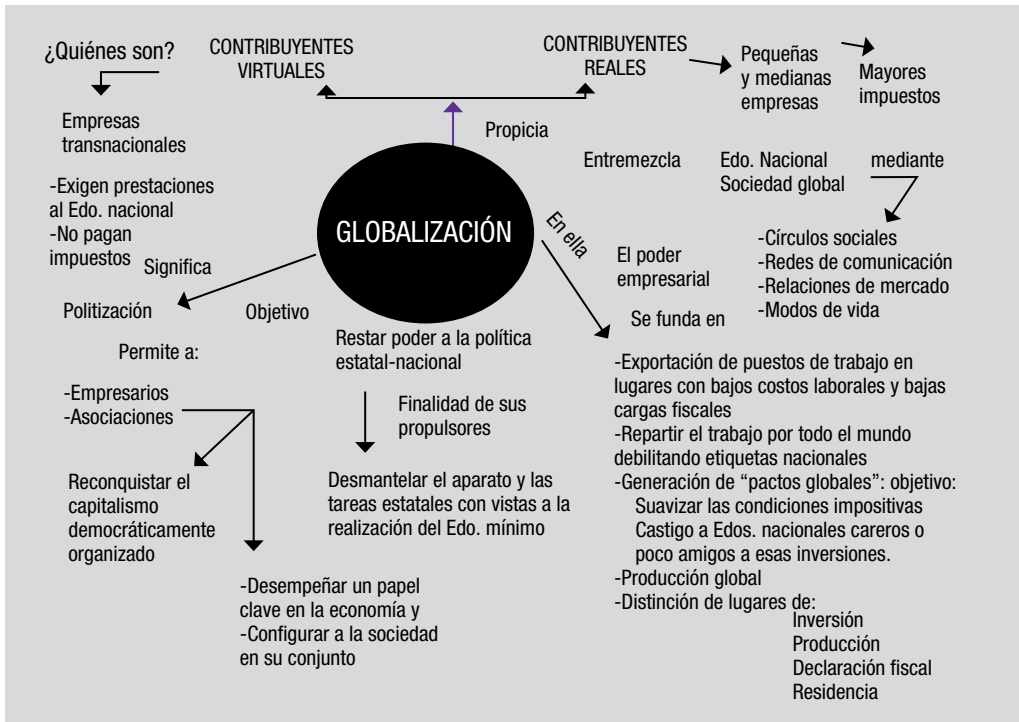 ¿Quiénes son?
CONTRIBUYENTES
VIRTUALES
CONTRIBUYENTES
REALES
Pequeñas
y medianas
empresas
Mayores
impuestos
Empresas
transnacionales
-Exigen prestaciones
al Edo. nacional
-No pagan
impuestos
Propicia
Entremezcla
Edo. Nacional
Sociedad global
mediante
-Círculos sociales
-Redes de comunicación
-Relaciones de mercado
-Modos de vida
GLOBALIZACIÓN
En ella
El poder
empresarial
Se funda en
Significa
Politización
Objetivo
Restar poder a la política
estatal-nacional
Permite a:
-Empresarios
-Asociaciones
Finalidad de sus
propulsores
Reconquistar el
capitalismo
democráticamente
organizado
Desmantelar el aparato y las
tareas estatales con vistas a la
realización del Edo. mínimo
-Desempeñar un papel
clave en la economía y
-Configurar a la sociedad
en su conjunto
-Exportación de puestos de trabajo en
lugares con bajos costos laborales y bajas
cargas fiscales
-Repartir el trabajo por todo el mundo
debilitando etiquetas nacionales
-Generación de “pactos globales”: objetivo:
Suavizar las condiciones impositivas
Castigo a Edos. nacionales careros o
poco amigos a esas inversiones.
-Producción global
-Distinción de lugares de:
Inversión
Producción
Declaración fiscal
Residencia